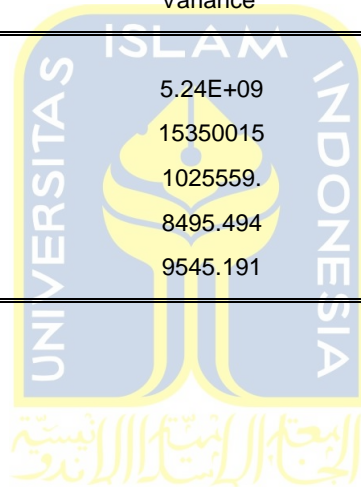 Variance
ISLAM
UNIVERSITAS
INDONESIA
5.24E+09
15350015
1025559.
8495.494
9545.191